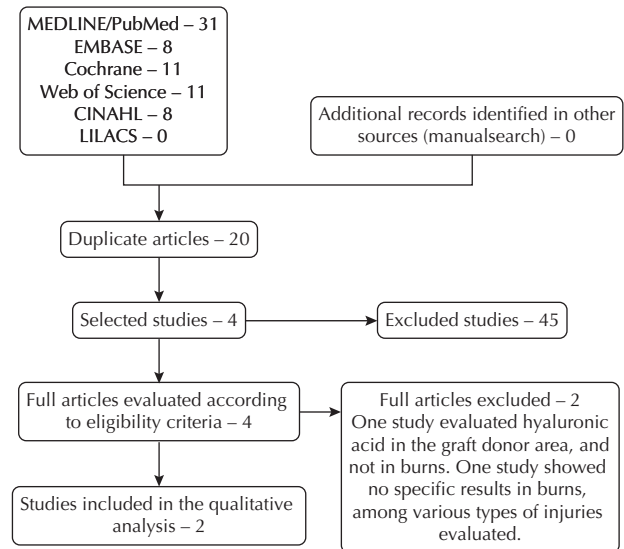 MEDLINE/PubMed – 31
EMBASE – 8
Cochrane – 11
Web of Science – 11
CINAHL – 8
LILACS – 0
Additional records identified in other
sources (manualsearch) – 0
Duplicate articles – 20
Selected studies – 4
Excluded studies – 45
Full articles evaluated according
to eligibility criteria – 4
Full articles excluded – 2
One study evaluated hyaluronic
acid in the graft donor area, and
not in burns. One study showed
no specific results in burns,
among various types of injuries
evaluated.
Studies included in the qualitative
analysis – 2